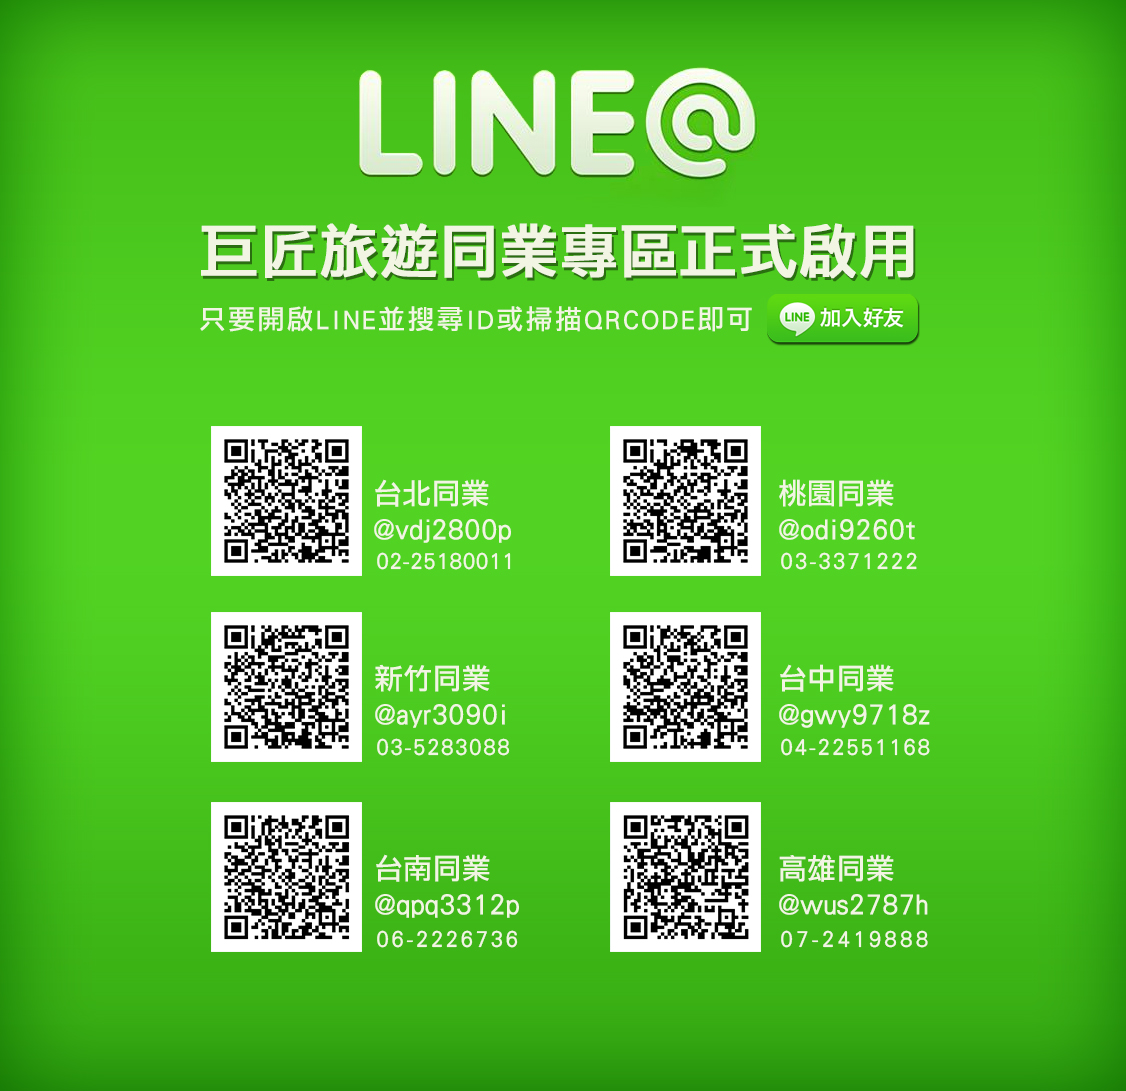 LINE@
巨匠旅遊同業專區正式啟用
只要開啟LINE並搜尋ID或掃描QRCODE即可
LINE 加入好友
台北同業
@vdj2800p
02-25180011
桃園同業
@odi9260t
03-3371222
新竹同業
@ayr3090i
03-5283088
台中同業
@gwy9718z
04-22551168
台南同業
@qpq3312p
06-2226736
高雄同業
@wus2787h
07-2419888